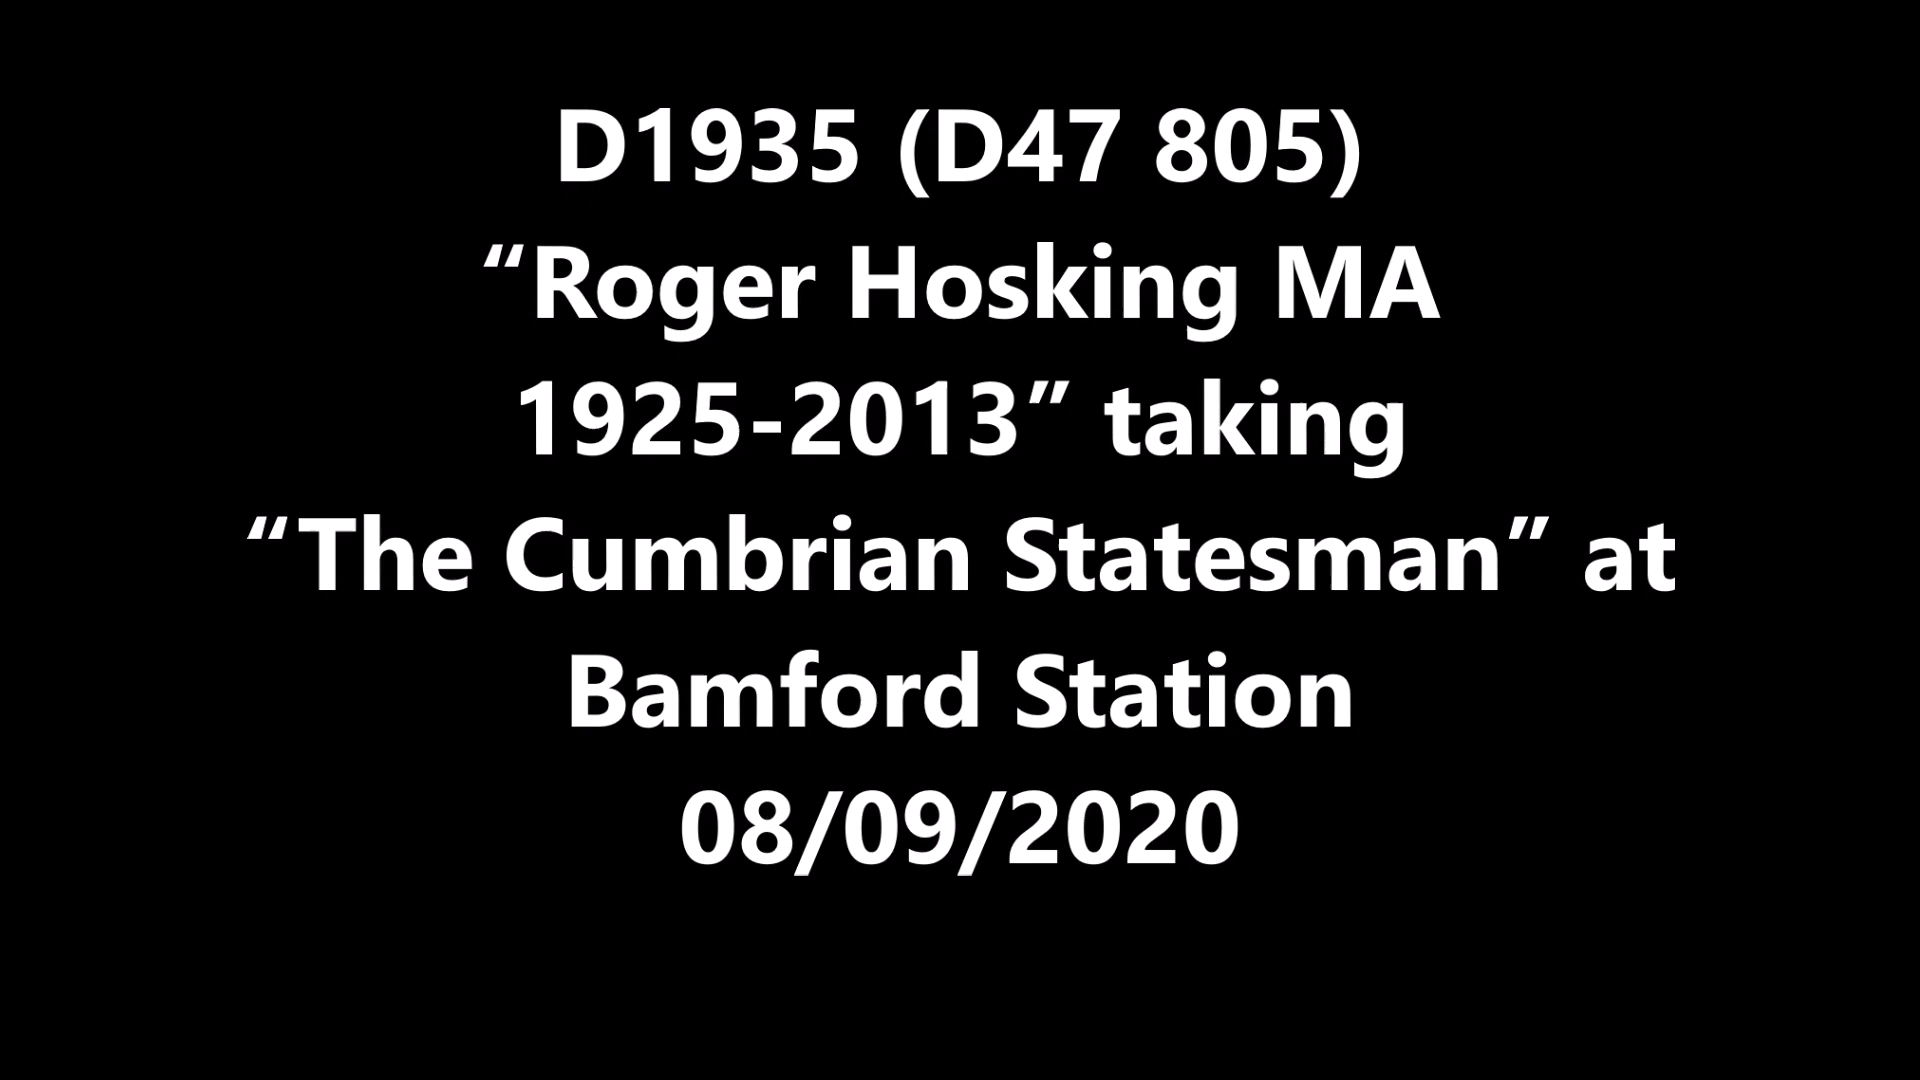 D1935 (D47 805)
“Roger Hosking MA
1925-2013” taking
“The Cumbrian Statesman” at
Bamford Station
08/09/2020